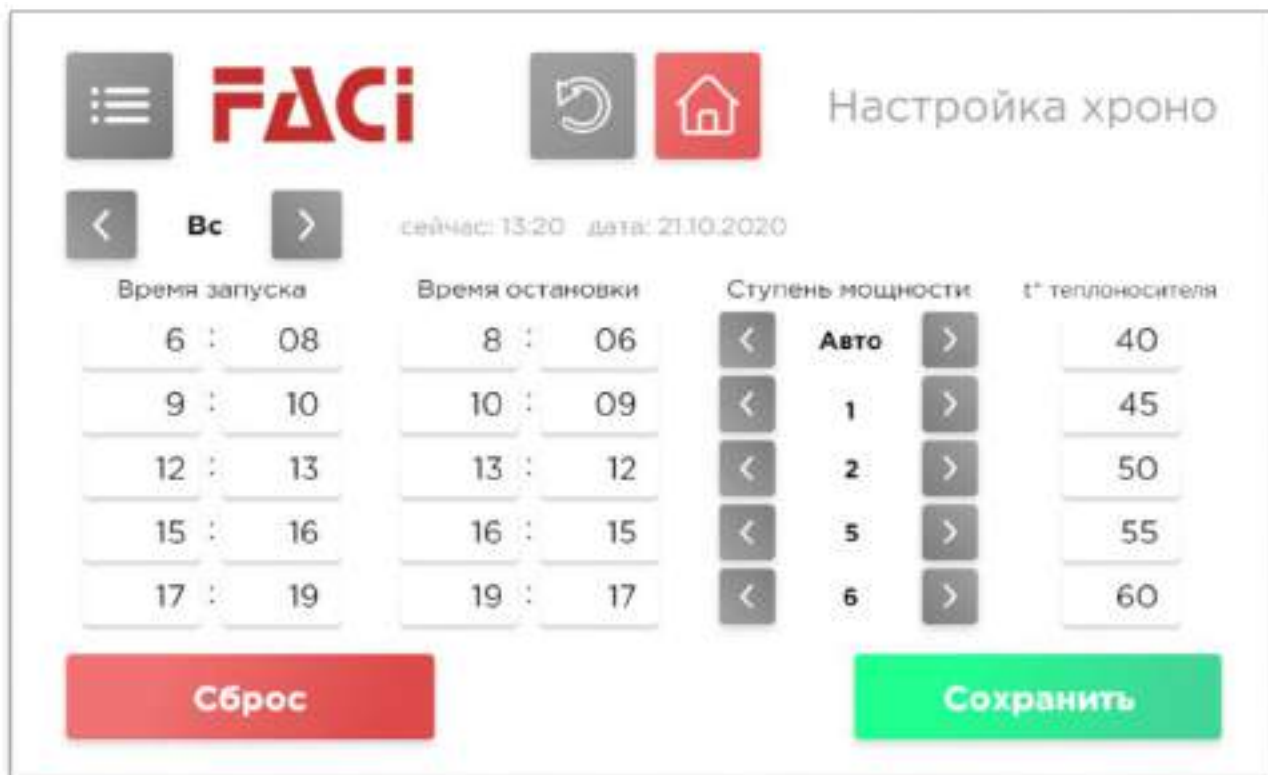 FACi Настройка хроно
Вс сейчас: 13:20 дата: 21.10.2020
Время запуска Время остановки Ступень мощности t° теплоносителя
6 : 08 8 : 06 Авто 40
9 : 10 10 : 09 1 45
12 : 13 13 : 12 2 50
15 : 16 16 : 15 5 55
17 : 19 19 : 17 6 60
Сброс Сохранить